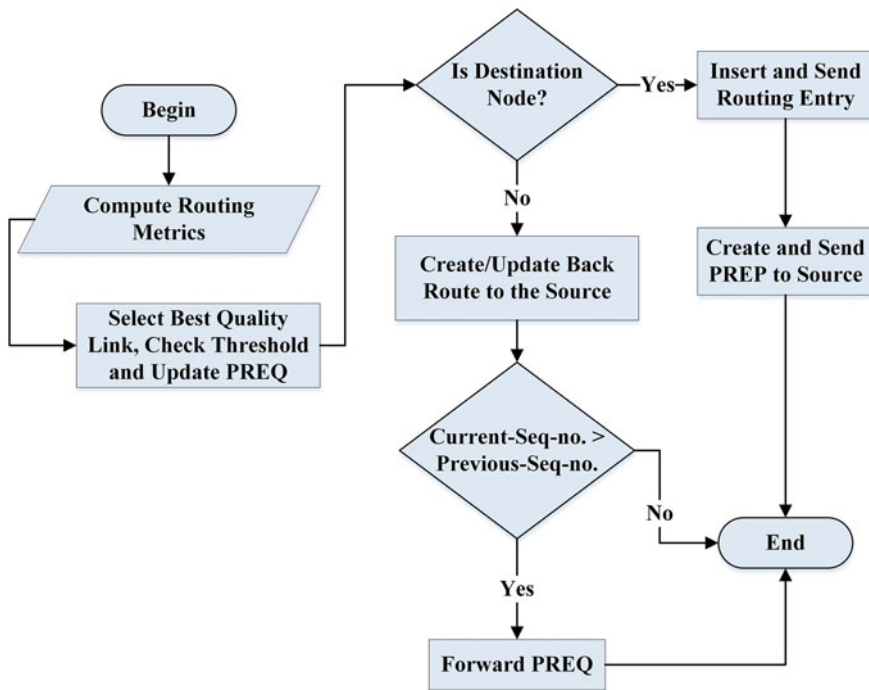 Begin
Compute Routing
Metrics
Select Best Quality
Link, Check Threshold
and Update PREQ
Is Destination
Node?
Yes
Insert and Send
Routing Entry
No
Create/Update Back
Route to the Source
Create and Send
PREP to Source
Current-Seq-no. >
Previous-Seq-no.
No
End
Yes
Forward PREQ